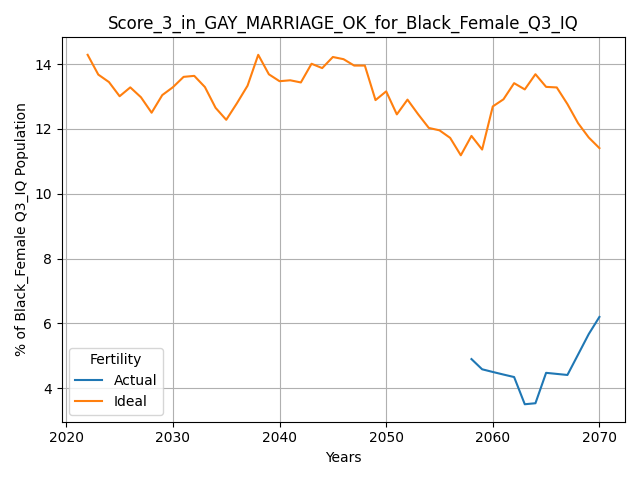 Score_3_in_GAY_MARRIAGE_OK_for_Black_Female_Q3_IQ
% of Black_Female Q3_IQ Population
14
12
10
8
6
4
Fertility
Actual
Ideal
2020
2030
2040
2050
2060
2070
Years